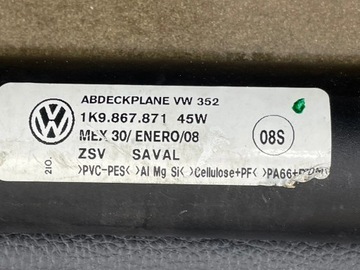 ABDECKPLANE VW 352
1K9.867.871 45W
MEX 30/ ENERO/08
08S
ZSV SAVAL
210.
>PVC-PES< >Al Mg Si< >Cellulose+PF< >PA66+